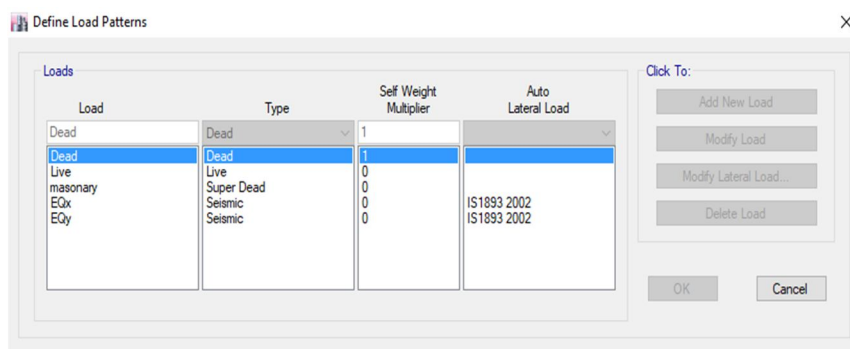 Define Load Patterns
Loads
Click To:
Load Type Self Weight Multiplier Auto Lateral Load
Dead Dead 1
Dead Dead 1
Live Live 0
masonary Super Dead 0
EQx Seismic 0 IS1893 2002
EQy Seismic 0 IS1893 2002
Add New Load
Modify Load
Modify Lateral Load...
Delete Load
OK Cancel